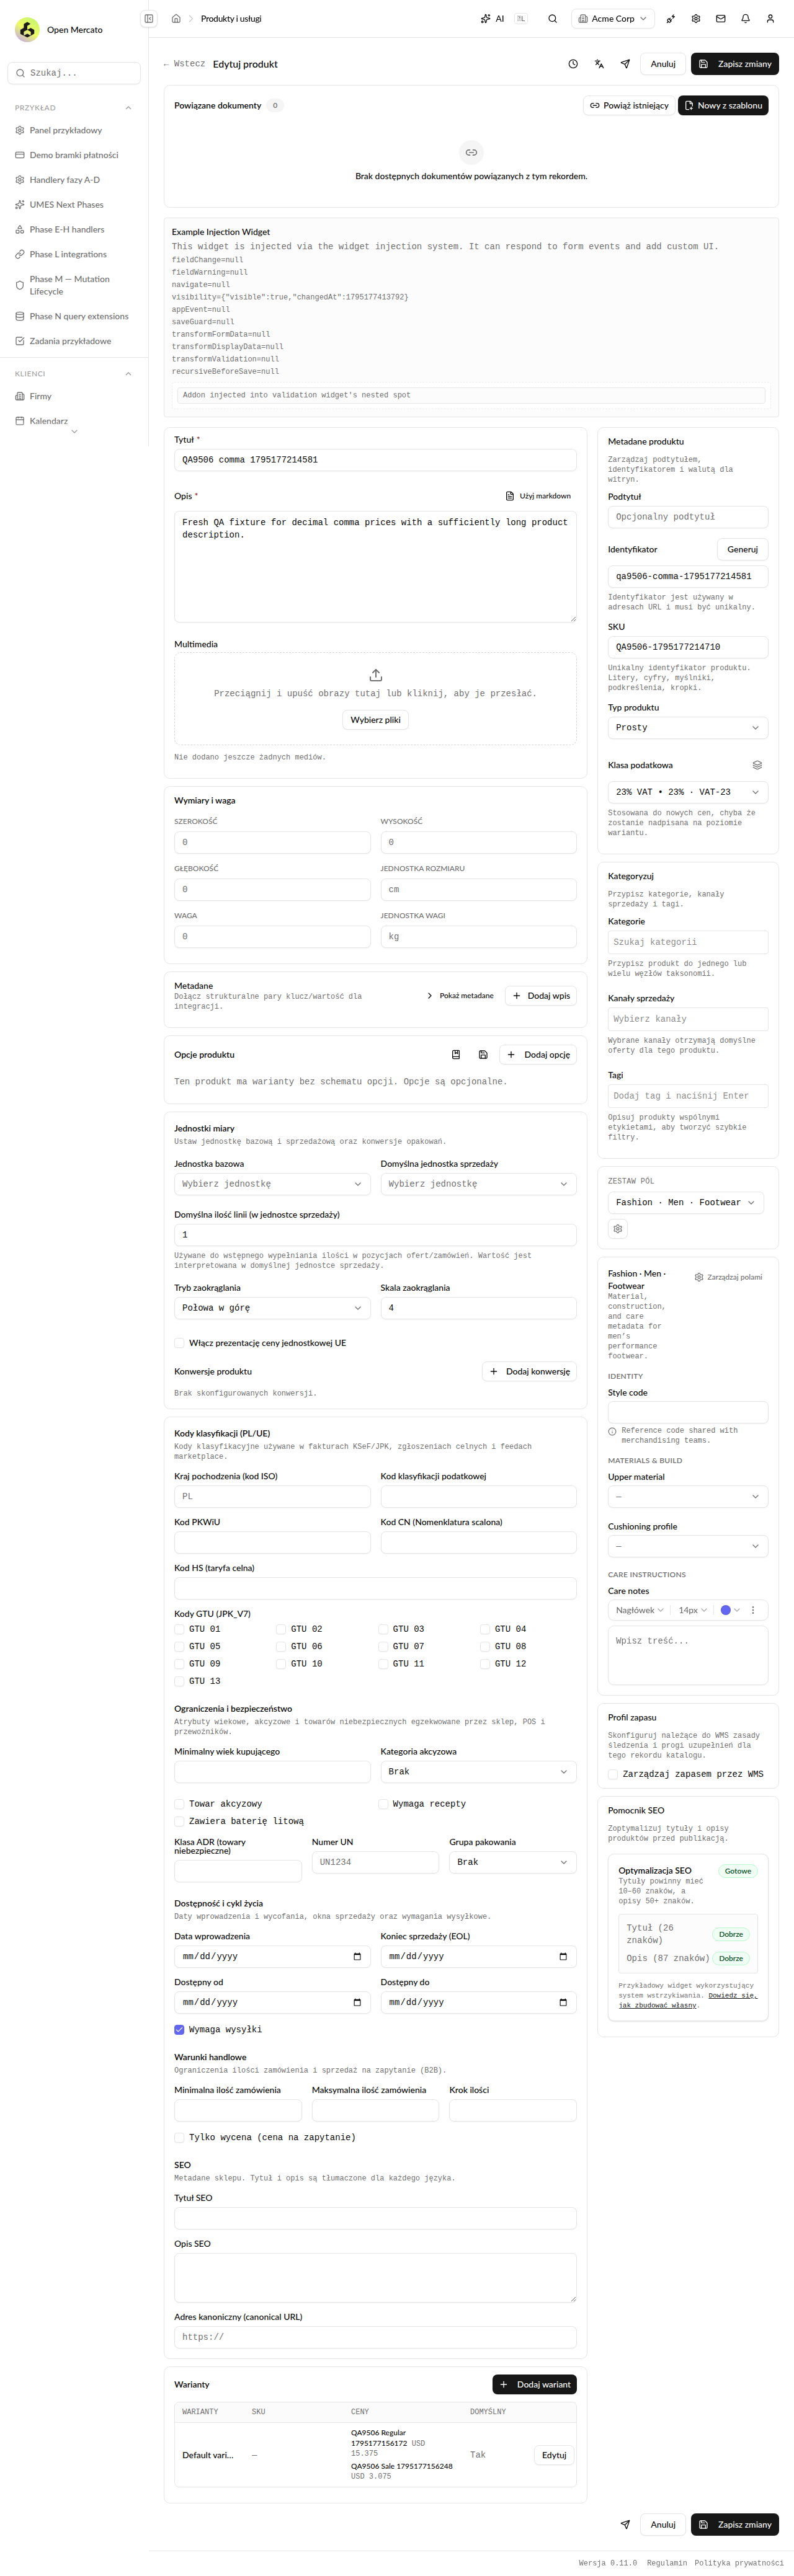 Open Mercato
Szukaj...
PRZYKŁAD
Panel przykładowy
Demo bramki płatności
Handlery fazy A-D
UMES Next Phases
Phase E-H handlers
Phase L integrations
Phase M — Mutation
Lifecycle
Phase N query extensions
Zadania przykładowe
KLIENCI
Firmy
Kalendarz
Produkty i usługi
AI
⌘L
Acme Corp
← Wstecz
Edytuj produkt
Anuluj
Zapisz zmiany
Powiązane dokumenty 0
Powiąż istniejący
Nowy z szablonu
Brak dostępnych dokumentów powiązanych z tym rekordem.
Example Injection Widget
This widget is injected via the widget injection system. It can respond to form events and add custom UI.
fieldChange=null
fieldWarning=null
navigate=null
visibility={"visible":true,"changedAt":1795177413792}
appEvent=null
saveGuard=null
transformFormData=null
transformDisplayData=null
transformValidation=null
recursiveBeforeSave=null
Addon injected into validation widget's nested spot
Tytuł *
QA9506 comma 1795177214581
Opis *
Użyj markdown
Fresh QA fixture for decimal comma prices with a sufficiently long product
description.
Multimedia
Przeciągnij i upuść obrazy tutaj lub kliknij, aby je przesłać.
Wybierz pliki
Nie dodano jeszcze żadnych mediów.
Wymiary i waga
SZEROKOŚĆ
WYSOKOŚĆ
0
0
GŁĘBOKOŚĆ
JEDNOSTKA ROZMIARU
0
cm
WAGA
JEDNOSTKA WAGI
0
kg
Metadane
Dołącz strukturalne pary klucz/wartość dla
integracji.
Pokaż metadane
Dodaj wpis
Opcje produktu
Dodaj opcję
Ten produkt ma warianty bez schematu opcji. Opcje są opcjonalne.
Jednostki miary
Ustaw jednostkę bazową i sprzedażową oraz konwersje opakowań.
Jednostka bazowa
Domyślna jednostka sprzedaży
Wybierz jednostkę
Wybierz jednostkę
Domyślna ilość linii (w jednostce sprzedaży)
1
Używane do wstępnego wypełniania ilości w pozycjach ofert/zamówień. Wartość jest
interpretowana w domyślnej jednostce sprzedaży.
Tryb zaokrąglania
Skala zaokrąglania
Połowa w górę
4
Włącz prezentację ceny jednostkowej UE
Konwersje produktu
Dodaj konwersję
Brak skonfigurowanych konwersji.
Kody klasyfikacji (PL/UE)
Kody klasyfikacyjne używane w fakturach KSeF/JPK, zgłoszeniach celnych i feedach
marketplace.
Kraj pochodzenia (kod ISO)
Kod klasyfikacji podatkowej
PL
Kod PKWiU
Kod CN (Nomenklatura scalona)
Kod HS (taryfa celna)
Kody GTU (JPK_V7)
GTU 01
GTU 02
GTU 03
GTU 04
GTU 05
GTU 06
GTU 07
GTU 08
GTU 09
GTU 10
GTU 11
GTU 12
GTU 13
Ograniczenia i bezpieczeństwo
Atrybuty wiekowe, akcyzowe i towarów niebezpiecznych egzekwowane przez sklep, POS i
przewoźników.
Minimalny wiek kupującego
Kategoria akcyzowa
Brak
Towar akcyzowy
Wymaga recepty
Zawiera baterię litową
Klasa ADR (towary
niebezpieczne)
Numer UN
Grupa pakowania
UN1234
Brak
Dostępność i cykl życia
Daty wprowadzenia i wycofania, okna sprzedaży oraz wymagania wysyłkowe.
Data wprowadzenia
Koniec sprzedaży (EOL)
mm/dd/yyyy
mm/dd/yyyy
Dostępny od
Dostępny do
mm/dd/yyyy
mm/dd/yyyy
Wymaga wysyłki
Warunki handlowe
Ograniczenia ilości zamówienia i sprzedaż na zapytanie (B2B).
Minimalna ilość zamówienia
Maksymalna ilość zamówienia
Krok ilości
Tylko wycena (cena na zapytanie)
SEO
Metadane sklepu. Tytuł i opis są tłumaczone dla każdego języka.
Tytuł SEO
Opis SEO
Adres kanoniczny (canonical URL)
https://
Warianty
Dodaj wariant
WARIANTY
SKU
CENY
DOMYŚLNY
Default vari...
—
QA9506 Regular
1795177156172 USD
15.375
QA9506 Sale 1795177156248
USD 3.075
Tak
Edytuj
Metadane produktu
Zarządzaj podtytułem,
identyfikatorem i walutą dla
witryn.
Podtytuł
Opcjonalny podtytuł
Identyfikator
Generuj
qa9506-comma-1795177214581
Identyfikator jest używany w
adresach URL i musi być unikalny.
SKU
QA9506-1795177214710
Unikalny identyfikator produktu.
Litery, cyfry, myślniki,
podkreślenia, kropki.
Typ produktu
Prosty
Klasa podatkowa
23% VAT • 23% · VAT-23
Stosowana do nowych cen, chyba że
zostanie nadpisana na poziomie
wariantu.
Kategoryzuj
Przypisz kategorie, kanały
sprzedaży i tagi.
Kategorie
Szukaj kategorii
Przypisz produkt do jednego lub
wielu węzłów taksonomii.
Kanały sprzedaży
Wybierz kanały
Wybrane kanały otrzymają domyślne
oferty dla tego produktu.
Tagi
Dodaj tag i naciśnij Enter
Opisuj produkty wspólnymi
etykietami, aby tworzyć szybkie
filtry.
ZESTAW PÓL
Fashion · Men · Footwear
Fashion · Men ·
Footwear
Zarządzaj polami
Material,
construction,
and care
metadata for
men's
performance
footwear.
IDENTITY
Style code
Reference code shared with
merchandising teams.
MATERIALS & BUILD
Upper material
—
Cushioning profile
—
CARE INSTRUCTIONS
Care notes
Nagłówek
14px
Wpisz treść...
Profil zapasu
Skonfiguruj należące do WMS zasady
śledzenia i progi uzupełnień dla
tego rekordu katalogu.
Zarządzaj zapasem przez WMS
Pomocnik SEO
Zoptymalizuj tytuły i opisy
produktów przed publikacją.
Optymalizacja SEO
Gotowe
Tytuły powinny mieć
10–60 znaków, a
opisy 50+ znaków.
Tytuł (26
znaków)
Dobrze
Opis (87 znaków)
Dobrze
Przykładowy widget wykorzystujący
system wstrzykiwania. Dowiedz się,
jak zbudować własny.
Anuluj
Zapisz zmiany
Wersja 0.11.0
Regulamin
Polityka prywatności